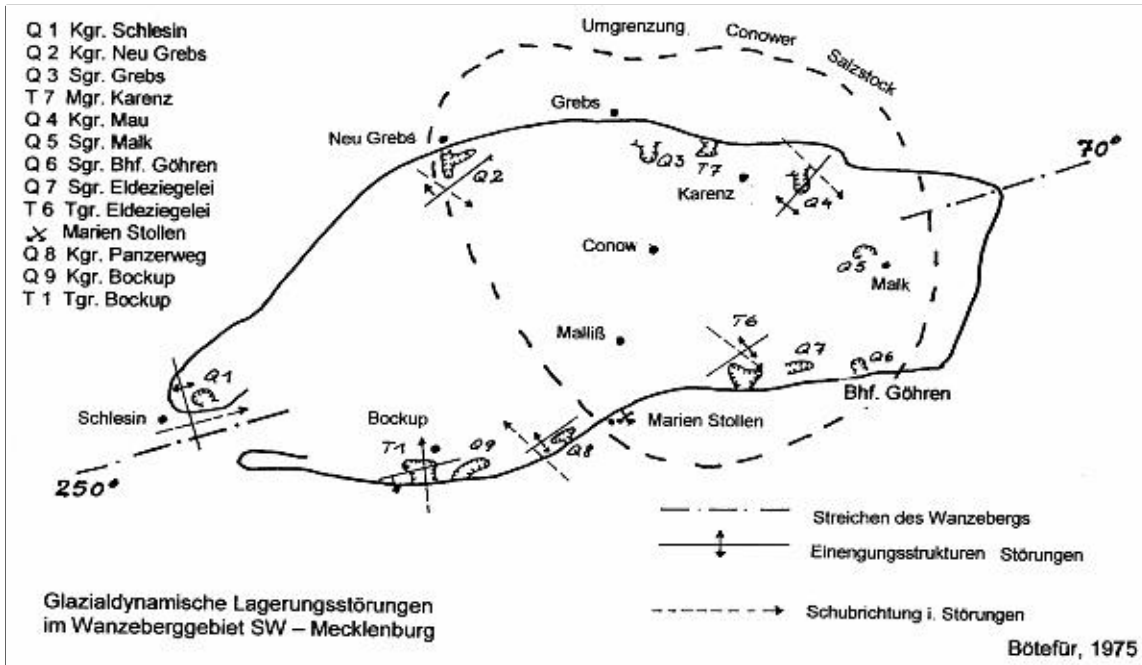 Q 1 Kgr. Schlesin
Q 2 Kgr. Neu Grebs
Q 3 Sgr. Grebs
T 7 Mgr. Karenz
Q 4 Kgr. Mau
Q 5 Sgr. Malk
Q 6 Sgr. Bhf. Göhren
Q 7 Sgr. Eldeziegelei
T 6 Tgr. Eldeziegelei
Marien Stollen
Q 8 Kgr. Panzerweg
Q 9 Kgr. Bockup
T 1 Tgr. Bockup
Umgrenzung Conower Salzstock
Grebs
Neu Grebs
Q2
Q3
T7
Karenz
Q4
70°
Conow
Q5
Malk
Malliß
T6
Q7
Q6
Bhf. Göhren
Q1
Schlesin
Bockup
T1
Q9
Q8
Marien Stollen
250°
Streichen des Wanzebergs
Einengungsstrukturen Störungen
Schubrichtung i. Störungen
Glazialdynamische Lagerungsstörungen
im Wanzeberggebiet SW – Mecklenburg
Bötefür, 1975